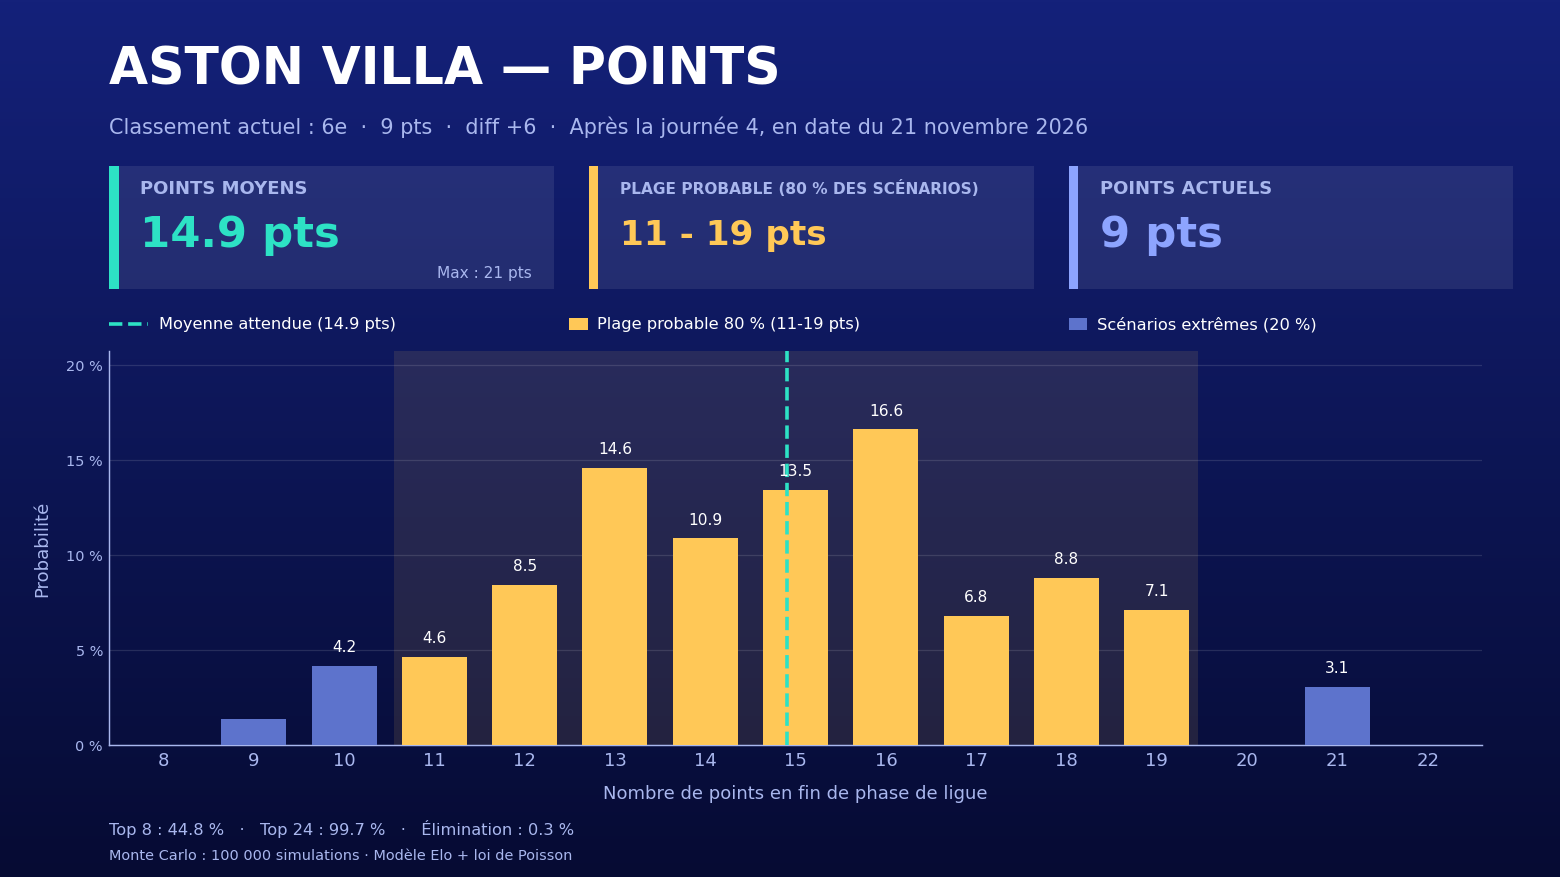 ASTON VILLA — POINTS
Classement actuel : 6e · 9 pts · diff +6 · Après la journée 4, en date du 21 novembre 2026
POINTS MOYENS
14.9 pts
Max : 21 pts
PLAGE PROBABLE (80 % DES SCÉNARIOS)
11 - 19 pts
POINTS ACTUELS
9 pts
Moyenne attendue (14.9 pts)
Plage probable 80 % (11-19 pts)
Scénarios extrêmes (20 %)
Probabilité
20 %
15 %
10 %
5 %
0 %
4.2
4.6
8.5
14.6
10.9
13.5
16.6
6.8
8.8
7.1
3.1
8 9 10 11 12 13 14 15 16 17 18 19 20 21 22
Nombre de points en fin de phase de ligue
Top 8 : 44.8 % · Top 24 : 99.7 % · Élimination : 0.3 %
Monte Carlo : 100 000 simulations · Modèle Elo + loi de Poisson